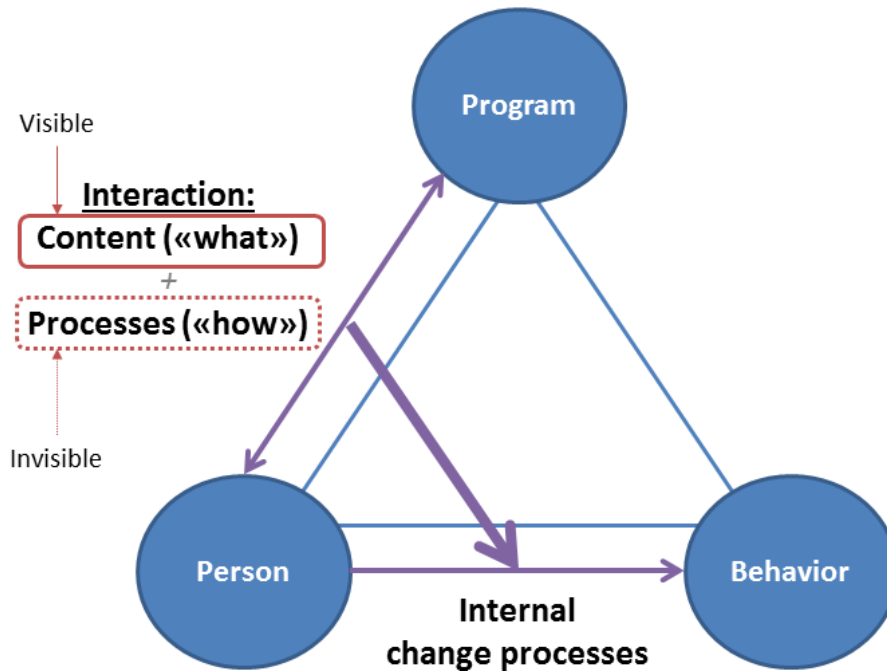 Program
Visible
Interaction:
Content («what»)
+
Processes («how»)
Invisible
Person
Behavior
Internal
change processes